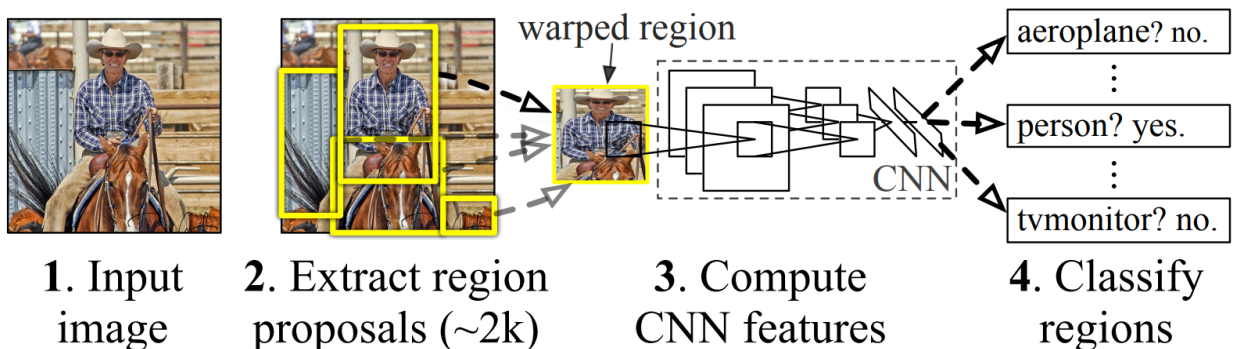 warped region
aeroplane? no.
person? yes.
CNN
tvmonitor? no.
1. Input
image
2. Extract region
proposals (~2k)
3. Compute
CNN features
4. Classify
regions